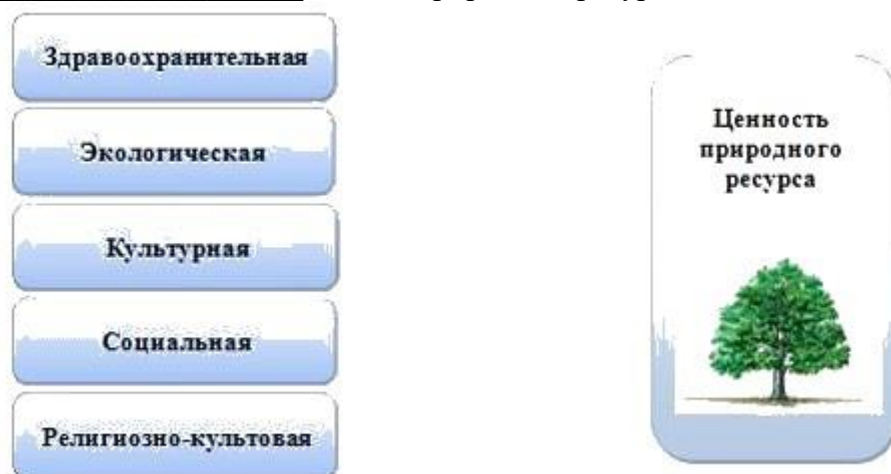 Здравоохранительная
Экологическая
Культурная
Социальная
Религиозно-культовая
Ценность
природного
ресурса